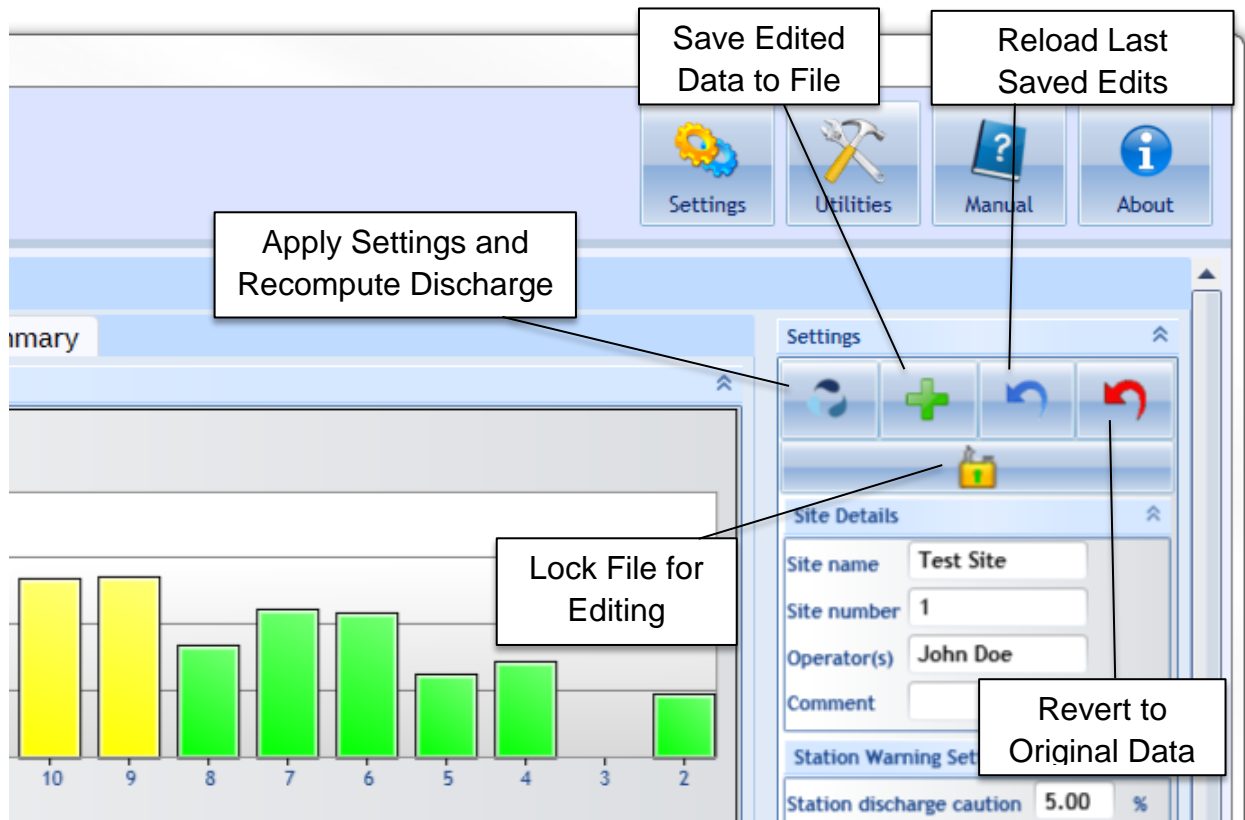 Save Edited
Data to File
Reload Last
Saved Edits
Settings
Utilities
Manual
About
Apply Settings and
Recompute Discharge
mmary
Settings
Site Details
Site name Test Site
Site number 1
Operator(s) John Doe
Comment
Lock File for
Editing
Revert to
Original Data
Station Warning Set
Station discharge caution 5.00 %
10 9 8 7 6 5 4 3 2